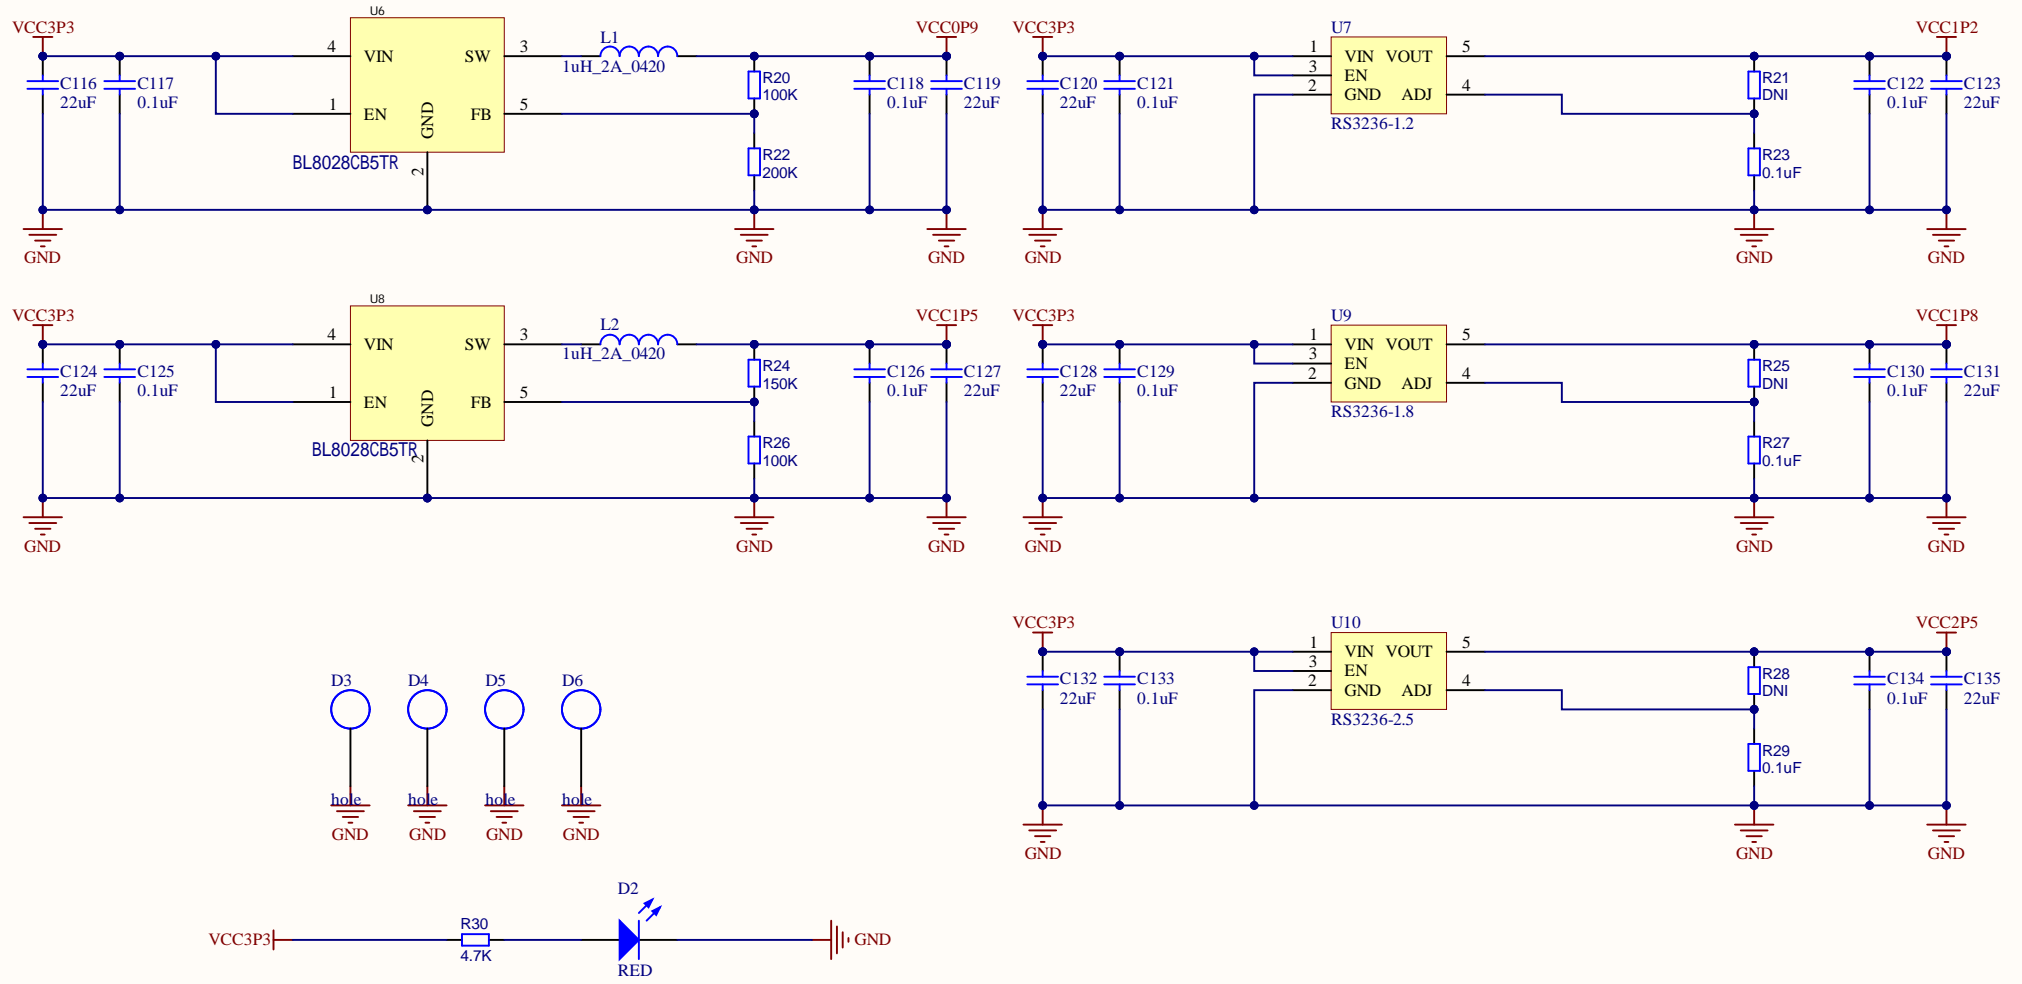 U6
VCC3P3
4 VIN SW 3
L1
1uH_2A_0420
VCC0P9
C116
22uF
C117
0.1uF
1 EN GND FB 5
2
BL8028CB5TR
R20
100K
R22
200K
C118
0.1uF
C119
22uF
GND
GND
GND
VCC3P3
U7
VCC1P2
1 VIN VOUT 5
3 EN
2 GND ADJ 4
RS3236-1.2
C120
22uF
C121
0.1uF
R21
DNI
R23
0.1uF
C122
0.1uF
C123
22uF
GND
GND
GND
U8
VCC3P3
4 VIN SW 3
L2
1uH_2A_0420
VCC1P5
C124
22uF
C125
0.1uF
1 EN GND FB 5
2
BL8028CB5TR
R24
150K
R26
100K
C126
0.1uF
C127
22uF
GND
GND
GND
VCC3P3
U9
VCC1P8
1 VIN VOUT 5
3 EN
2 GND ADJ 4
RS3236-1.8
C128
22uF
C129
0.1uF
R25
DNI
R27
0.1uF
C130
0.1uF
C131
22uF
GND
GND
GND
VCC3P3
U10
VCC2P5
1 VIN VOUT 5
3 EN
2 GND ADJ 4
RS3236-2.5
C132
22uF
C133
0.1uF
R28
DNI
R29
0.1uF
C134
0.1uF
C135
22uF
GND
GND
GND
D3 D4 D5 D6
hole hole hole hole
GND GND GND GND
D2
VCC3P3
R30
4.7K
RED
GND